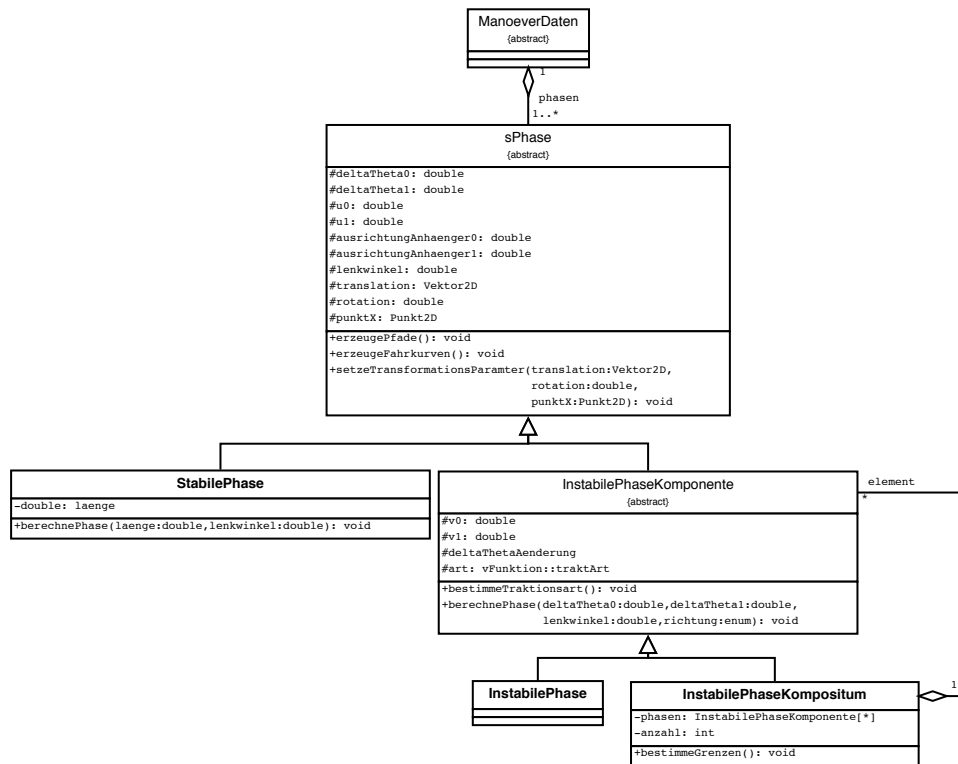 ManoeverDaten
{abstract}
1
phasen
1..*
sPhase
{abstract}
#deltaTheta0: double
#deltaTheta1: double
#u0: double
#u1: double
#ausrichtungAnhaenger0: double
#ausrichtungAnhaenger1: double
#lenkwinkel: double
#translation: Vektor2D
#rotation: double
#punktX: Punkt2D
+erzeugePfade(): void
+erzeugeFahrkurven(): void
+setzeTransformationsParamter(translation:Vektor2D,
rotation:double,
punktX:Punkt2D): void
StabilePhase
-double: laenge
+berechnePhase(laenge:double,lenkwinkel:double): void
InstabilePhaseKomponente
{abstract}
#v0: double
#v1: double
#deltaThetaAenderung
#art: vFunktion::traktArt
+bestimmeTraktionsart(): void
+berechnePhase(deltaTheta0:double,deltaTheta1:double,
lenkwinkel:double,richtung:enum): void
element
*
InstabilePhase
InstabilePhaseKompositum
-phasen: InstabilePhaseKomponente[*]
-anzahl: int
+bestimmeGrenzen(): void
1